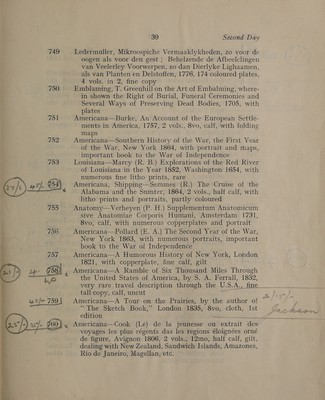 30 Second Day
749 Ledermuller, Mikroospiche Vermaaklykheden, zo voor de
oogen als voor den gest ; Behelzende de Afbeeldingen
van Veelerley Voorwerpen, zo dan Dierlyke Lighaamen,
als van Planten en Delstoffen, 1776, 174 coloured plates,
4 vols. in 2, fine copy
750 Emblaming, T. Greenhill on the Art of Embalming, where-
in shown the Right of Burial, Funeral Ceremonies and
Several Ways of Preserving Dead Bodies, 1705, with
plates
751 Americana—Burke, An Account of the European Settle-
ments in America, 1757, 2 vols., 8vo, calf, with folding
maps
752 Americana—Southern History of the War, the First Year
of the War, New York 1864, with portrait and maps,
important book to the War of Independence
753 Louisiana—Marcy (R. B.) Explorations of the Red River
of Louisiana in the Year 1852, Washington 1854, with
numerous fine litho prints, rare
754 Americana, Shipping—Semmes (R.) The Cruise of the
Alabama and the Sumter, 1864, 2 vols., half calf, with
litho prints and portraits, partly coloured
755 Anatomy—Verheyen (P. H.) Supplementum Anatomicum
sive Anatomiae Corporis Humani, Amsterdam 1731,
8vo, calf, with numerous copperplates and portrait
756 Americana—Pollard (E. A.) The Second Year of the War,
New York 1863, with numerous portraits, important
book to the War of Independence
757 Americana—A Humorous History of New York, London
1821, with copperplate, fine calf, gilt
758 Americana—A Ramble of Six Thousand Miles Through
the United States of America, by S. A. Ferrall, 1832,
very rare travel description through the U.S.A., fine
tall copy, calf, uncut
759 Americana—A Tour on the Prairies, by the author of
"The Sketch Book," London 1835, 8vo, cloth, 1st
edition
Jackson
760 Americana—Cook (Le) de la jeunesse ou extrait des
voyages les plus récents das les regions éloignées orné
de figure, Avignon 1806, 2 vols., 12mo, half calf, gilt,
dealing with New Zealand, Sandwich Islands, Amazones,
Rio de Janeiro, Magellan, etc.